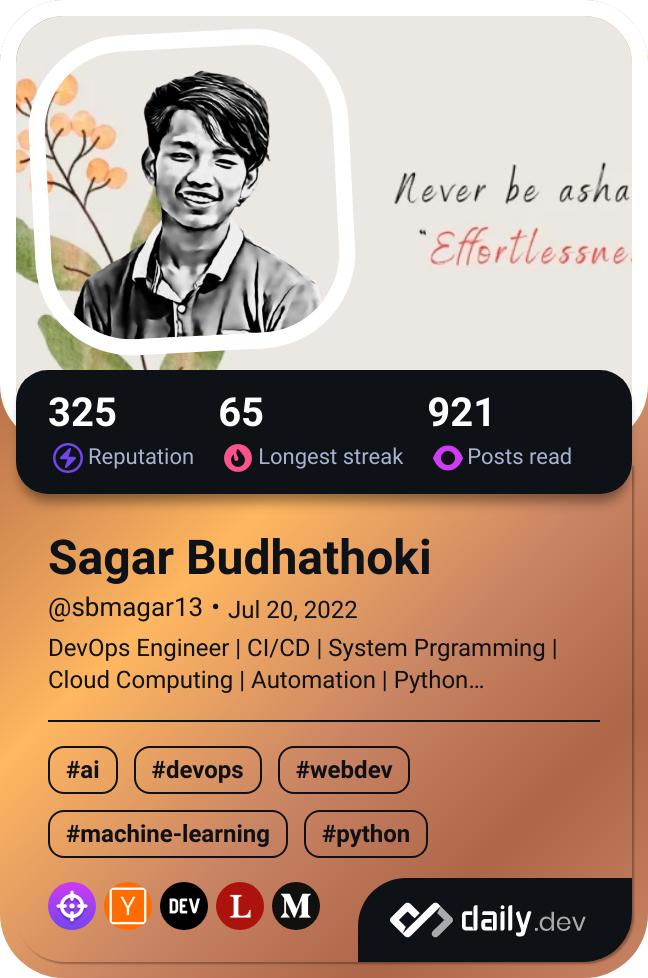 Never be asha
"Effortlessne
325 65 921
Reputation Longest streak Posts read
Sagar Budhathoki
@sbmagar13 • Jul 20, 2022
DevOps Engineer | CI/CD | System Prgramming |
Cloud Computing | Automation | Python...
#ai #devops #webdev
#machine-learning #python
Y DEV L M daily.dev